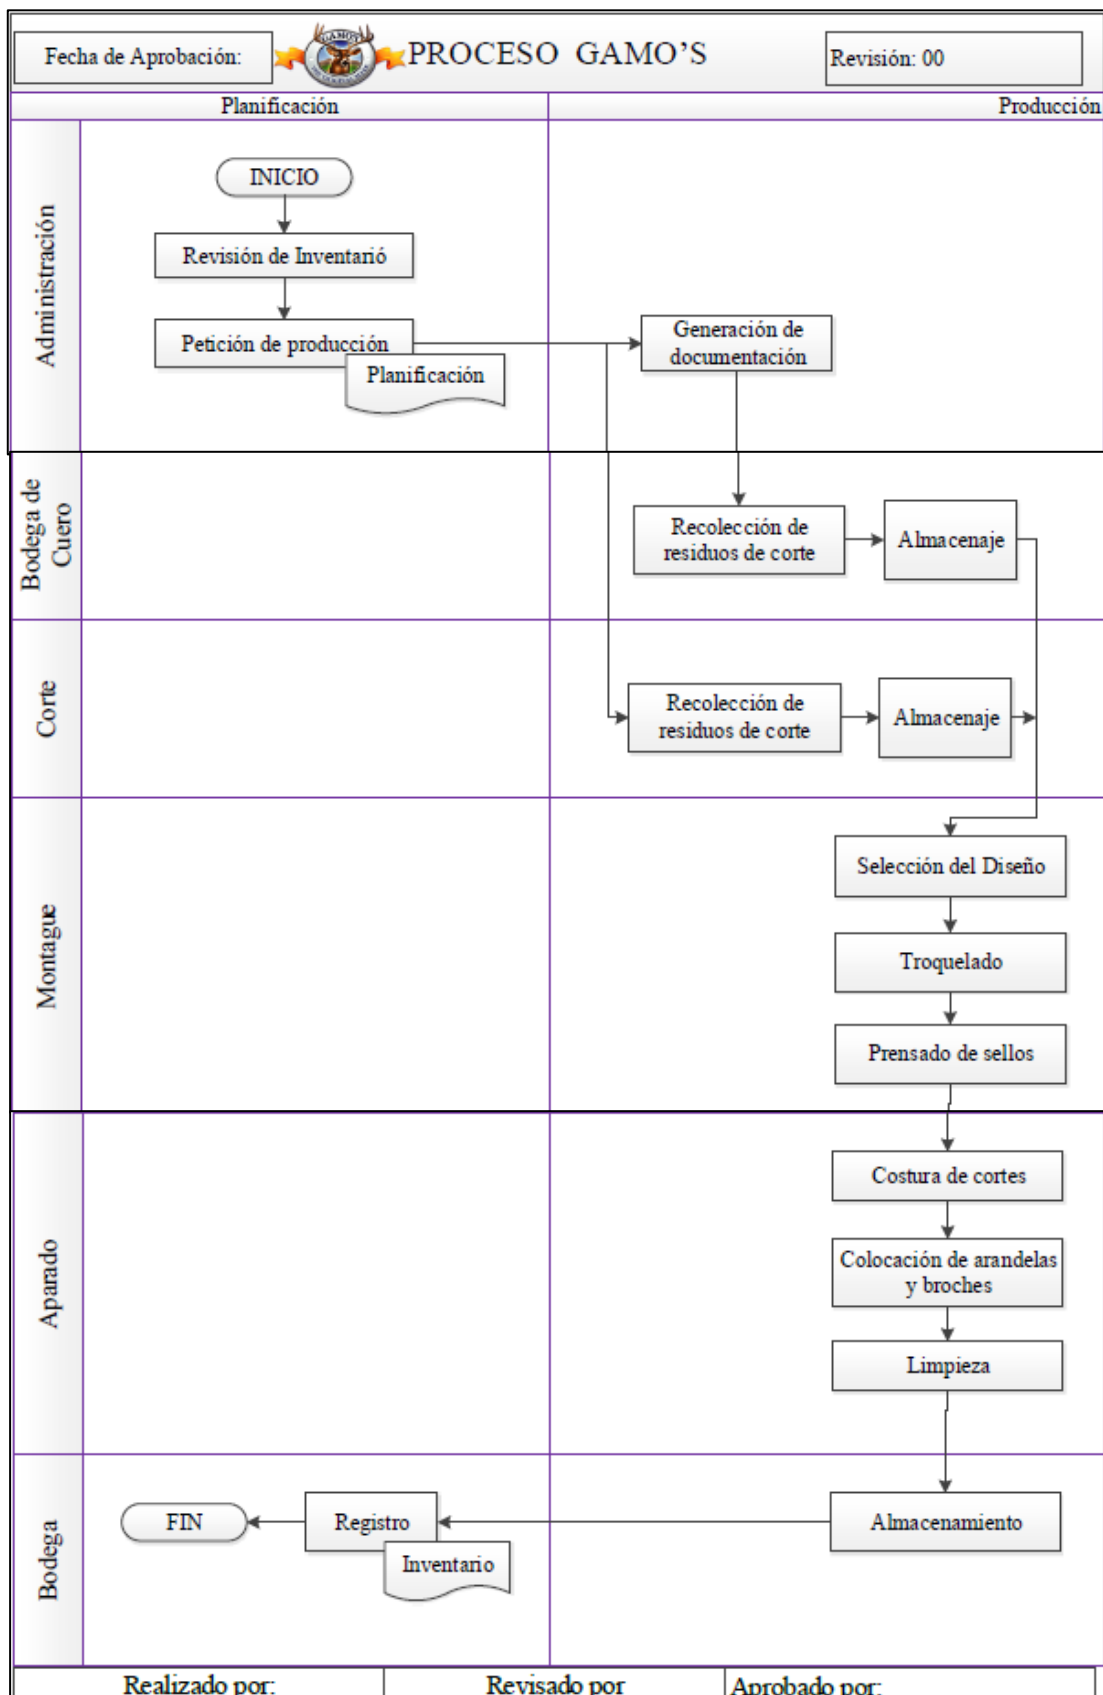 Fecha de Aprobación:
GAMO'S
PROCESO GAMO'S
Revisión: 00
Planificación
Producción
Administración
INICIO
Revisión de Inventarió
Petición de producción
Planificación
Generación de
documentación
Bodega de
Cuero
Recolección de
residuos de corte
Almacenaje
Corte
Recolección de
residuos de corte
Almacenaje
Montague
Selección del Diseño
Troquelado
Prensado de sellos
Aparado
Costura de cortes
Colocación de arandelas
y broches
Limpieza
Bodega
FIN
Registro
Inventario
Almacenamiento
Realizado por:
Revisado por
Aprobado por: